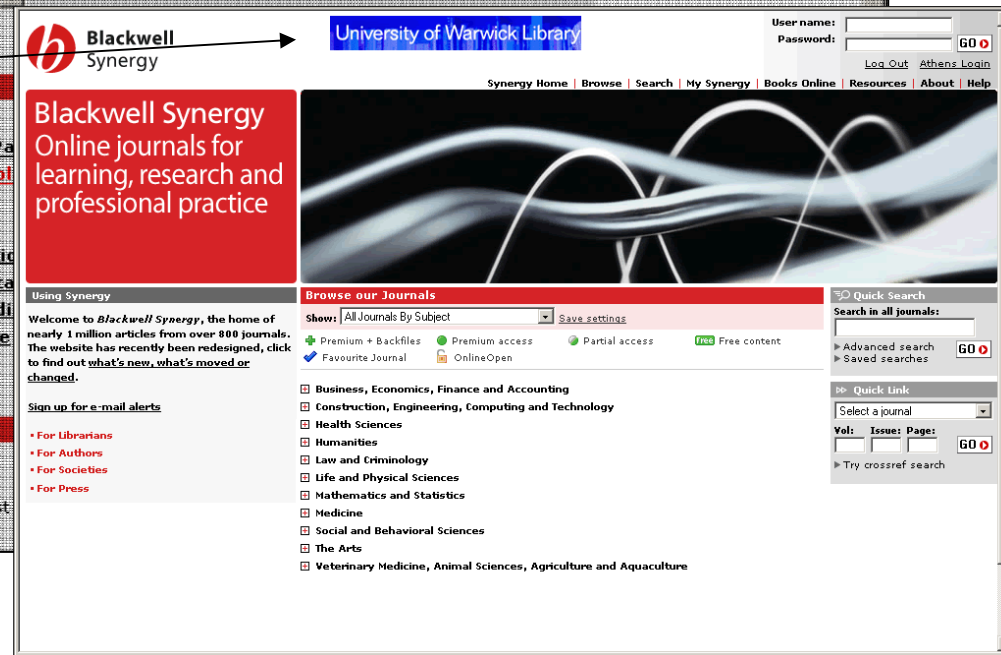 Blackwell
Synergy
University of Warwick Library
User name:
Password:
GO
Log Out Athens Login
Synergy Home | Browse | Search | My Synergy | Books Online | Resources | About | Help
Blackwell Synergy
Online journals for
learning, research and
professional practice
Using Synergy
Welcome to Blackwell Synergy, the home of
nearly 1 million articles from over 800 journals.
The website has recently been redesigned, click
to find out what's new, what's moved or
changed.
Sign up for e-mail alerts
• For Librarians
• For Authors
• For Societies
• For Press
Browse our Journals
Show: All Journals By Subject Save settings
Premium + Backfiles Premium access Partial access Free Free content
Favourite Journal OnlineOpen
Business, Economics, Finance and Accounting
Construction, Engineering, Computing and Technology
Health Sciences
Humanities
Law and Criminology
Life and Physical Sciences
Mathematics and Statistics
Medicine
Social and Behavioral Sciences
The Arts
Veterinary Medicine, Animal Sciences, Agriculture and Aquaculture
Quick Search
Search in all journals:
Advanced search
Saved searches
GO
Quick Link
Select a journal
Vol: Issue: Page:
GO
Try crossref search